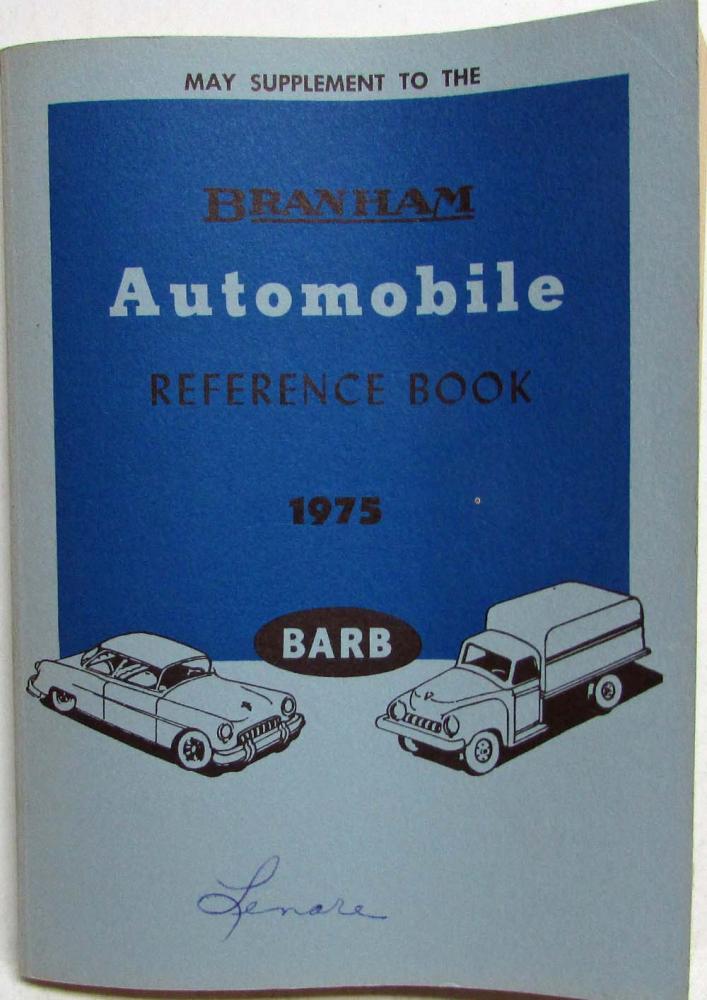 MAY SUPPLEMENT TO THE
BRANHAM
Automobile
REFERENCE BOOK
1975
BARB
Lenore